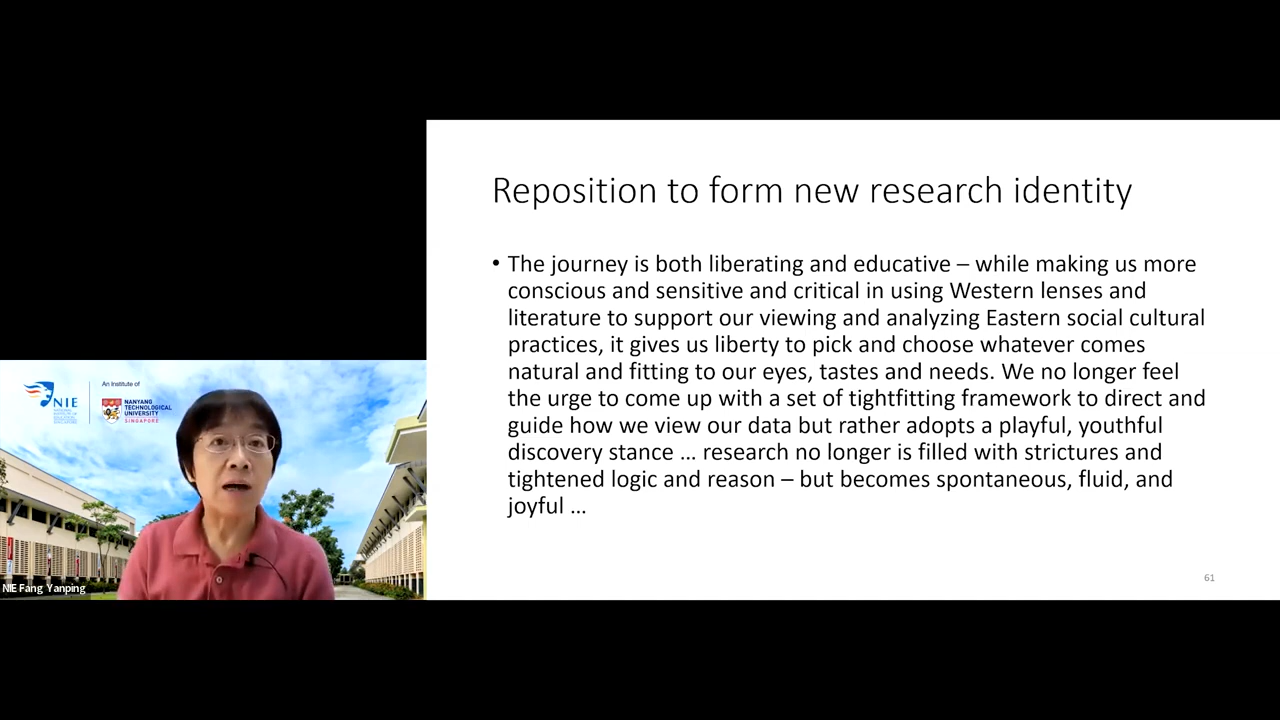 Reposition to form new research identity
• The journey is both liberating and educative – while making us more
conscious and sensitive and critical in using Western lenses and
literature to support our viewing and analyzing Eastern social cultural
practices, it gives us liberty to pick and choose whatever comes
natural and fitting to our eyes, tastes and needs. We no longer feel
the urge to come up with a set of tightfitting framework to direct and
guide how we view our data but rather adopts a playful, youthful
discovery stance … research no longer is filled with strictures and
tightened logic and reason – but becomes spontaneous, fluid, and
joyful …
61
NIE
An Institute of
NANYANG
TECHNOLOGICAL
UNIVERSITY
SINGAPORE
NIE Fang Yanping